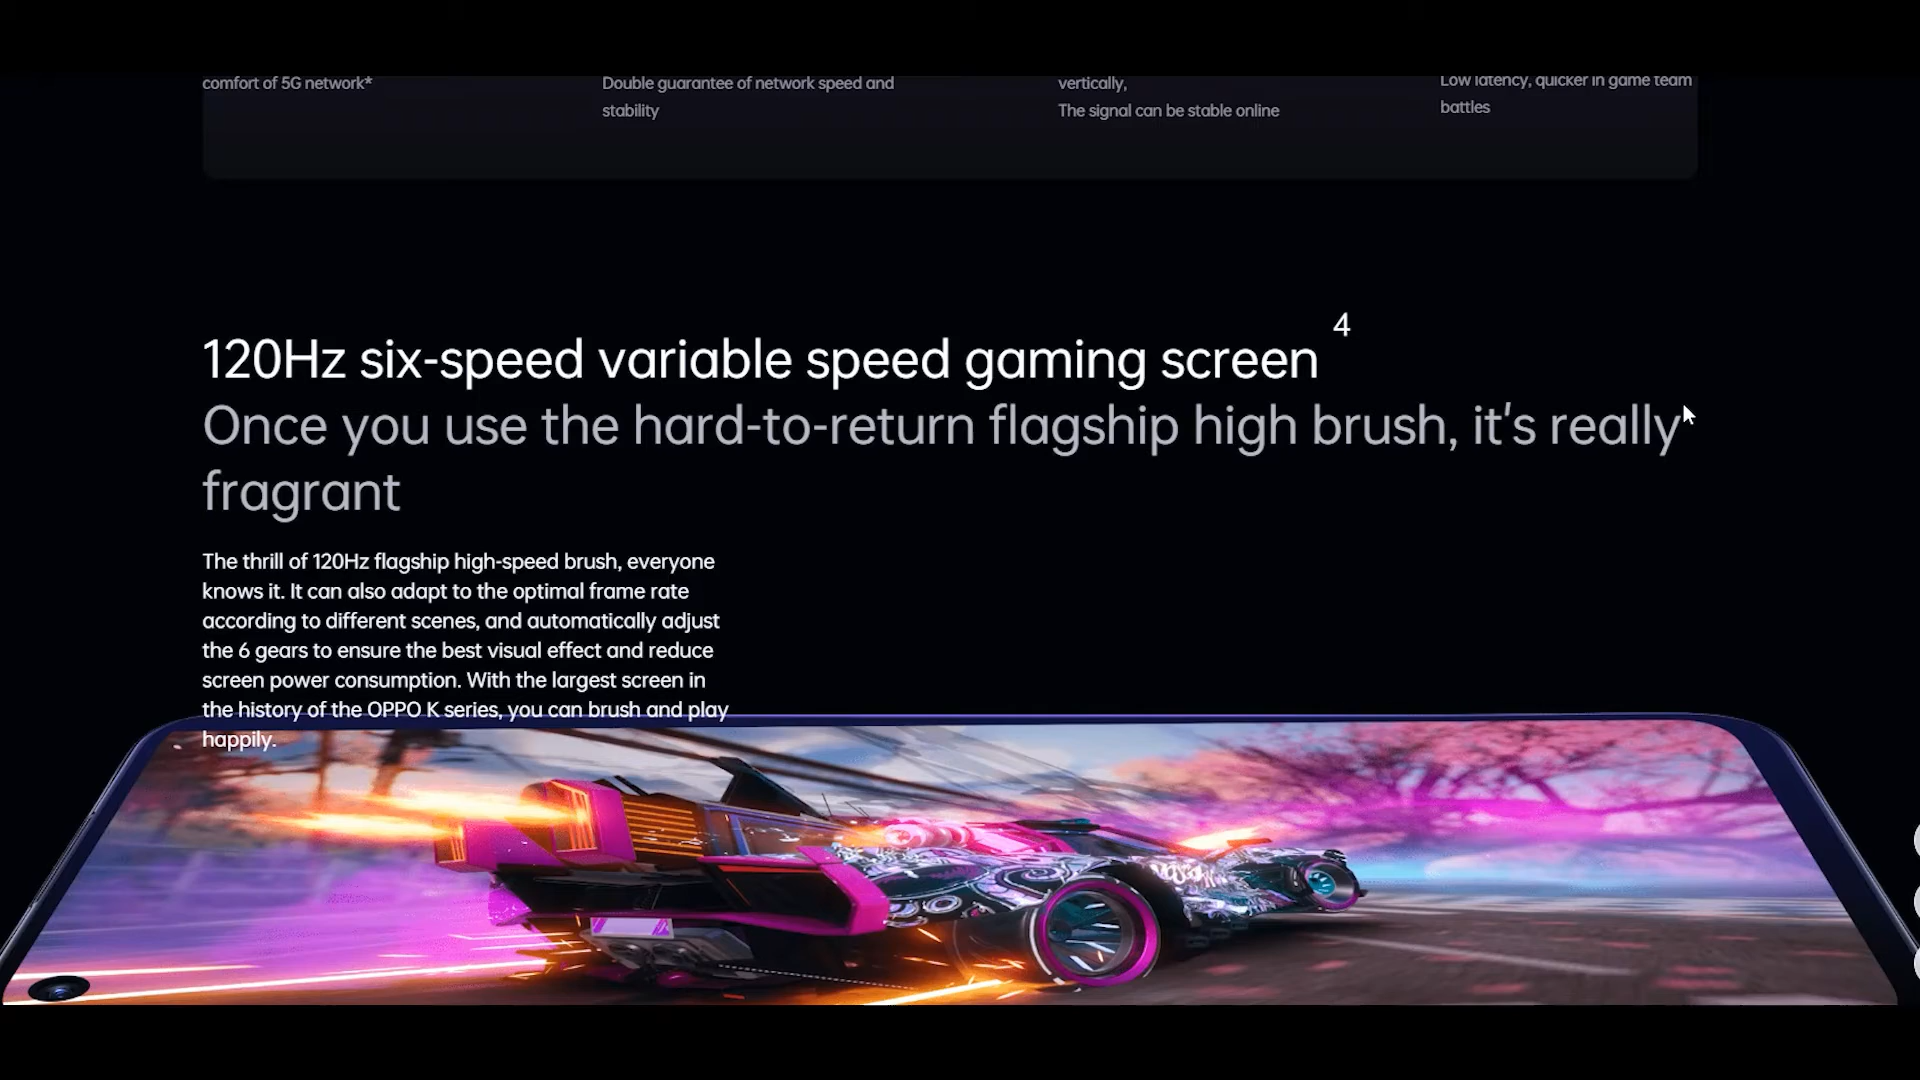 comfort of 5G network*
Double guarantee of network speed and
stability
vertically,
The signal can be stable online
Low latency, quicker in game team
battles
120Hz six-speed variable speed gaming screen 4
Once you use the hard-to-return flagship high brush, it's really
fragrant
The thrill of 120Hz flagship high-speed brush, everyone
knows it. It can also adapt to the optimal frame rate
according to different scenes, and automatically adjust
the 6 gears to ensure the best visual effect and reduce
screen power consumption. With the largest screen in
the history of the OPPO K series, you can brush and play
happily.